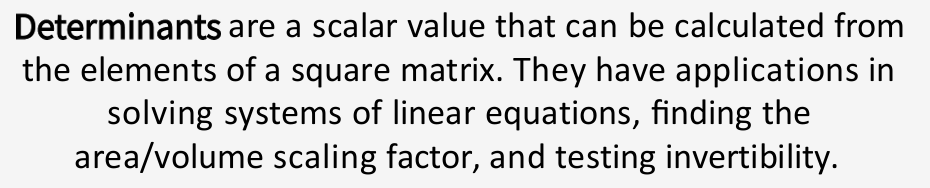 Determinants are a scalar value that can be calculated from
the elements of a square matrix. They have applications in
solving systems of linear equations, finding the
area/volume scaling factor, and testing invertibility.